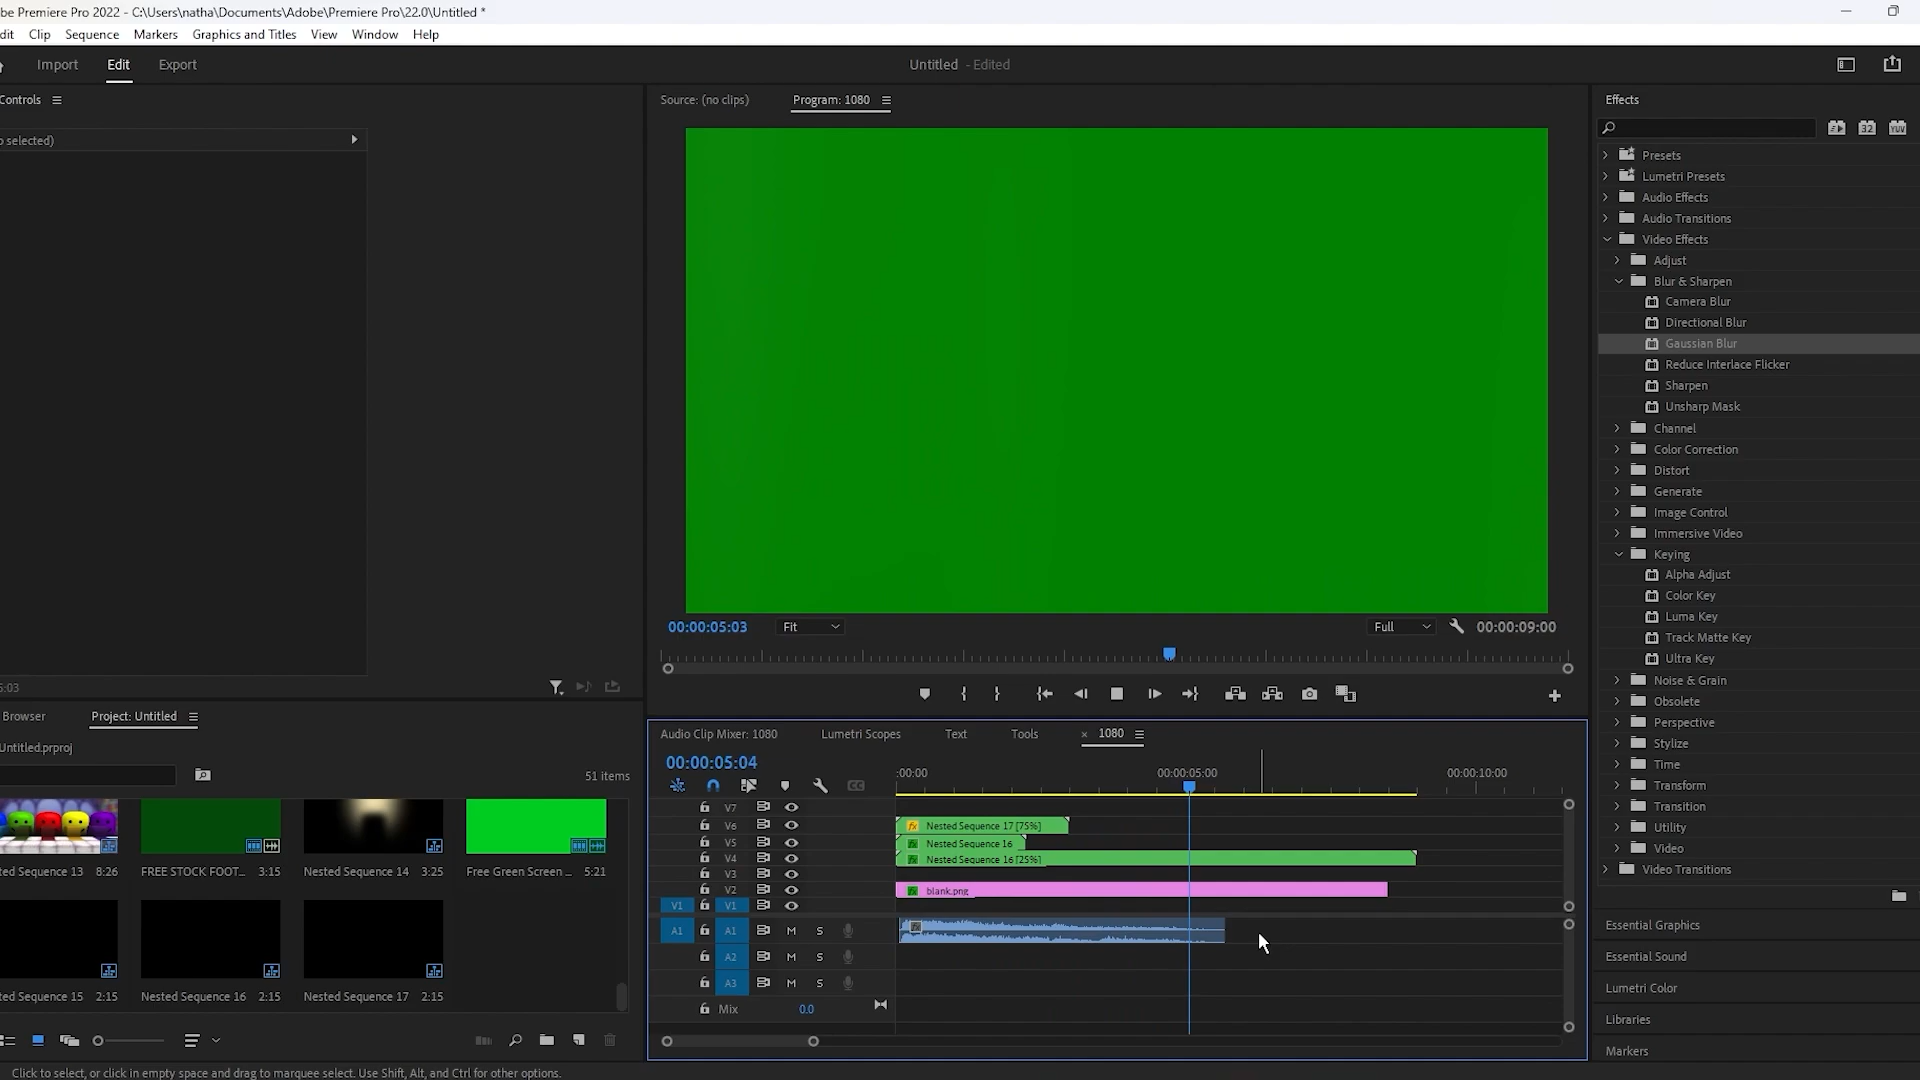 be Premiere Pro 2022 - C:\Users\natha\Documents\Adobe\Premiere Pro\22.0\Untitled *
dit Clip Sequence Markers Graphics and Titles View Window Help
Import Edit Export
Untitled - Edited
Controls
o selected)
5:03
Source: (no clips)
Program: 1080
00:00:05:03
Fit
Full
00:00:09:00
Browser
Project: Untitled
Untitled.prproj
51 items
ted Sequence 13 8:26
FREE STOCK FOOT... 3:15
Nested Sequence 14 3:25
Free Green Screen ... 5:21
ted Sequence 15 2:15
Nested Sequence 16 2:15
Nested Sequence 17 2:15
Audio Clip Mixer: 1080
Lumetri Scopes
Text
Tools
× 1080
00:00:05:04
CC
:00:00
00:00:05:00
00:00:10:00
V7
V6
Nested Sequence 17 [75%]
V5
Nested Sequence 16
V4
Nested Sequence 16 [25%]
V3
V2
blank.png
V1 V1
A1 A1 M S
A2 M S
A3 M S
Mix 0.0
Effects
32
YUV
Presets
Lumetri Presets
Audio Effects
Audio Transitions
Video Effects
Adjust
Blur & Sharpen
Camera Blur
Directional Blur
Gaussian Blur
Reduce Interlace Flicker
Sharpen
Unsharp Mask
Channel
Color Correction
Distort
Generate
Image Control
Immersive Video
Keying
Alpha Adjust
Color Key
Luma Key
Track Matte Key
Ultra Key
Noise & Grain
Obsolete
Perspective
Stylize
Time
Transform
Transition
Utility
Video
Video Transitions
Essential Graphics
Essential Sound
Lumetri Color
Libraries
Markers
Click to select, or click in empty space and drag to marquee select. Use Shift, Alt, and Ctrl for other options.